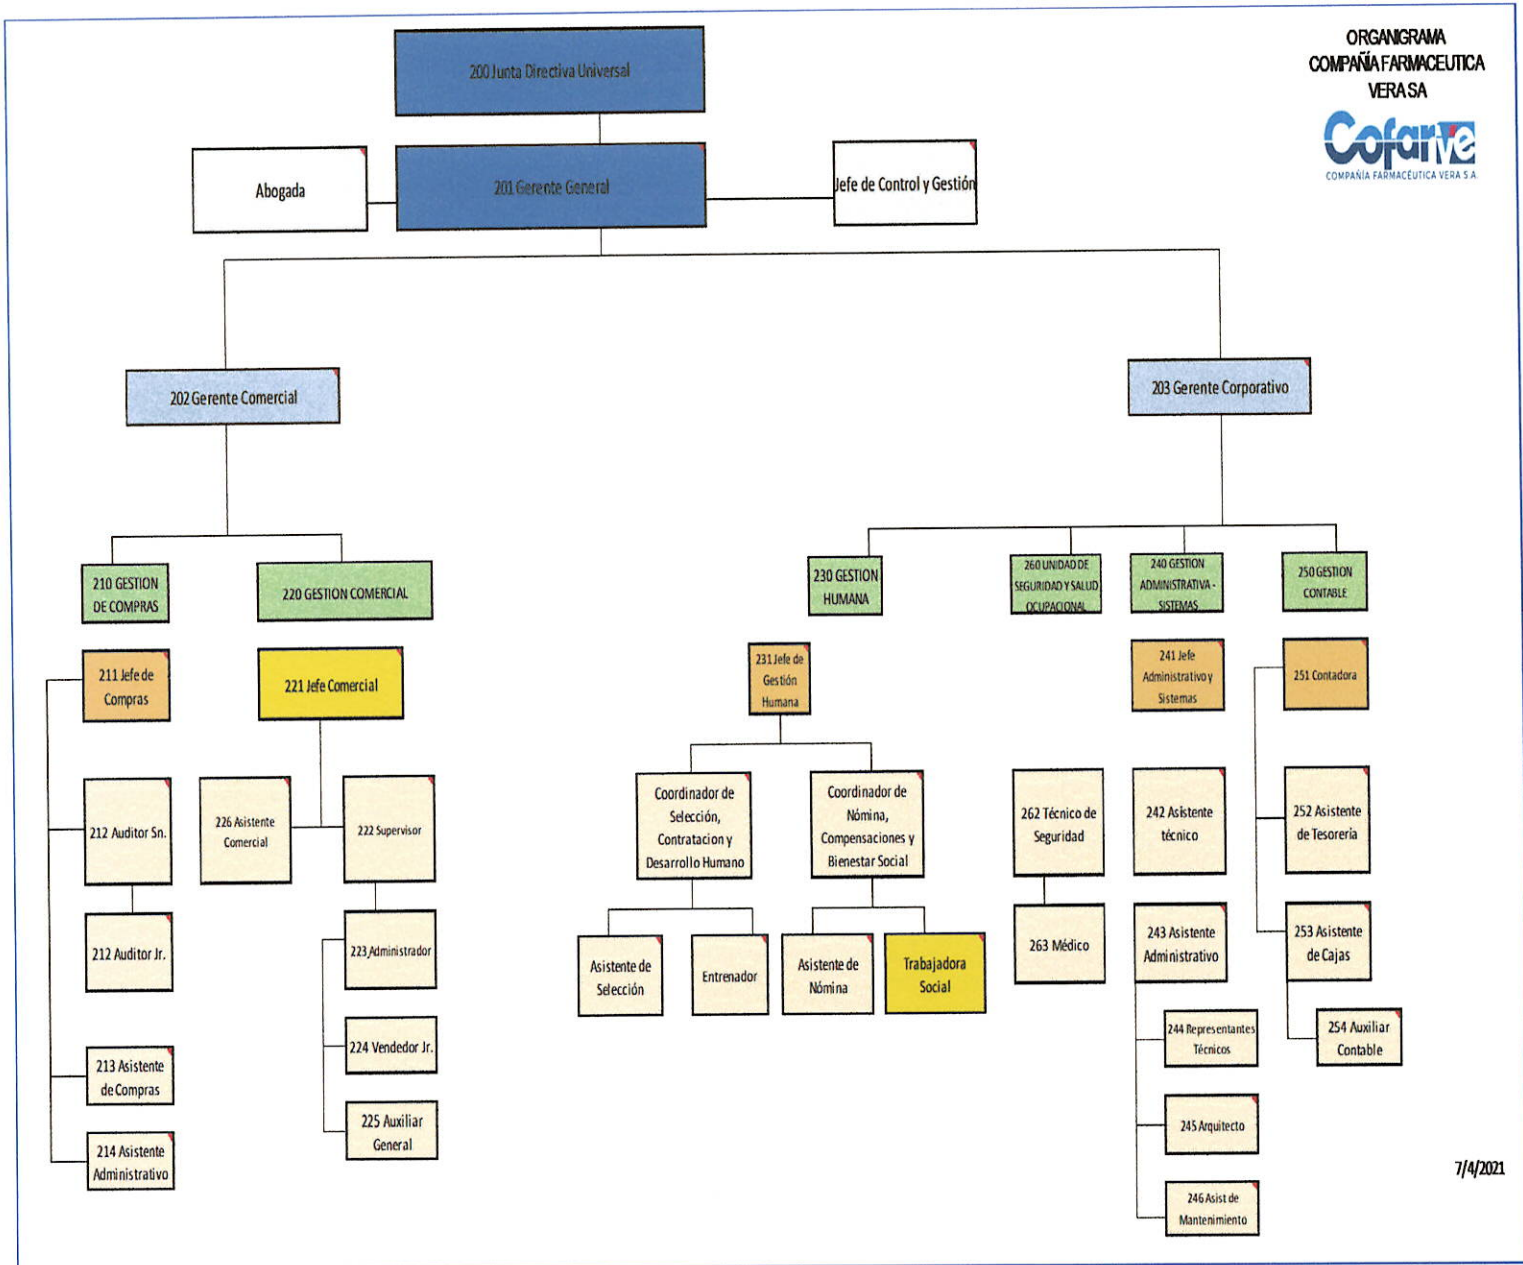 ORGANIGRAMA
COMPAÑÍA FARMACEUTICA
VERA SA
Cofarve
COMPAÑÍA FARMACÉUTICA VERA S.A.
200 Junta Directiva Universal
Abogada
201 Gerente General
Jefe de Control y Gestión
202 Gerente Comercial
203 Gerente Corporativo
210 GESTION
DE COMPRAS
220 GESTION COMERCIAL
230 GESTION
HUMANA
260 UNIDAD DE
SEGURIDAD Y SALUD
OCUPACIONAL
240 GESTION
ADMINISTRATIVA -
SISTEMAS
250 GESTION
CONTABLE
211 Jefe de
Compras
221 Jefe Comercial
231 Jefe de
Gestión
Humana
241 Jefe
Administrativo y
Sistemas
251 Contadora
212 Auditor Sn.
226 Asistente
Comercial
222 Supervisor
Coordinador de
Selección,
Contratacion y
Desarrollo Humano
Coordinador de
Nómina,
Compensaciones y
Bienestar Social
262 Técnico de
Seguridad
242 Asistente
técnico
252 Asistente
de Tesorería
212 Auditor Jr.
223 Administrador
Asistente de
Selección
Entrenador
Asistente de
Nómina
Trabajadora
Social
263 Médico
243 Asistente
Administrativo
253 Asistente
de Cajas
224 Vendedor Jr.
244 Representantes
Técnicos
254 Auxiliar
Contable
213 Asistente
de Compras
225 Auxiliar
General
245 Arquitecto
214 Asistente
Administrativo
246 Asist de
Mantenimiento
7/4/2021